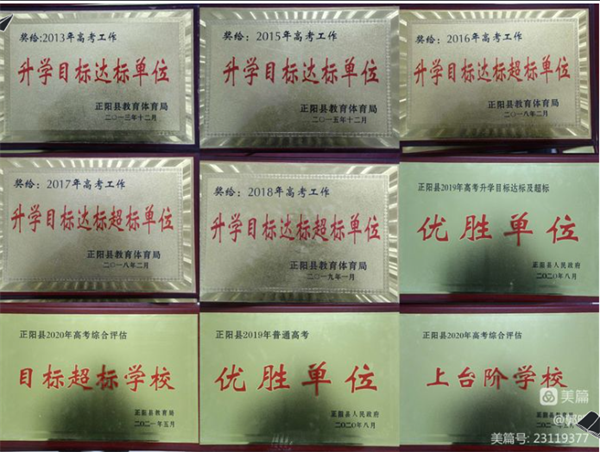 奖给：2013年高考工作
升学目标达标单位
正阳县教育体育局
二〇一三年十二月
奖给：2015年高考工作
升学目标达标单位
正阳县教育体育局
二〇一五年十二月
奖给：2016年高考工作
升学目标达标超标单位
正阳县教育体育局
二〇一八年二月
奖给：2017年高考工作
升学目标达标超标单位
正阳县教育体育局
二〇一八年二月
奖给：2018年高考工作
升学目标达标超标单位
正阳县教育体育局
二〇一九年一月
正阳县2019年高考升学目标达标及超标
优胜单位
正阳县人民政府
二〇二〇年八月
正阳县2020年高考综合评估
目标超标学校
正阳县教育局
二〇二一年五月
正阳县2019年普通高考
优胜单位
正阳县人民政府
二〇二〇年八月
正阳县2020年高考综合评估
上台阶学校
正阳县
美篇
美篇号: 23119377